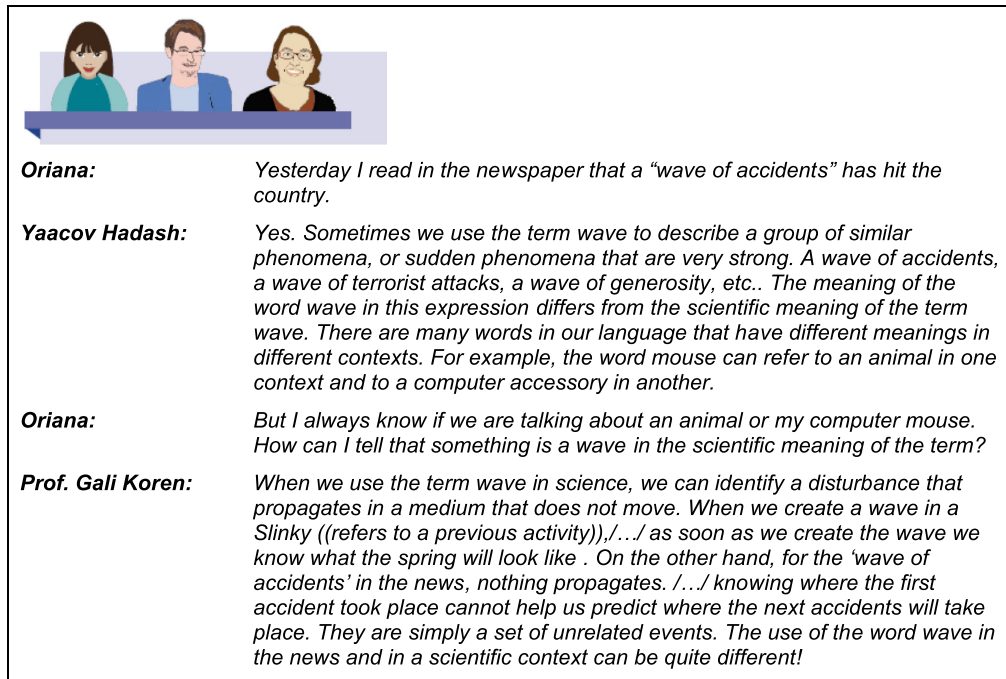 Oriana: Yesterday I read in the newspaper that a “wave of accidents” has hit the
country.
Yaacov Hadash: Yes. Sometimes we use the term wave to describe a group of similar
phenomena, or sudden phenomena that are very strong. A wave of accidents,
a wave of terrorist attacks, a wave of generosity, etc.. The meaning of the
word wave in this expression differs from the scientific meaning of the term
wave. There are many words in our language that have different meanings in
different contexts. For example, the word mouse can refer to an animal in one
context and to a computer accessory in another.
Oriana: But I always know if we are talking about an animal or my computer mouse.
How can I tell that something is a wave in the scientific meaning of the term?
Prof. Gali Koren: When we use the term wave in science, we can identify a disturbance that
propagates in a medium that does not move. When we create a wave in a
Slinky ((refers to a previous activity)),/…/ as soon as we create the wave we
know what the spring will look like . On the other hand, for the ‘wave of
accidents’ in the news, nothing propagates. /…/ knowing where the first
accident took place cannot help us predict where the next accidents will take
place. They are simply a set of unrelated events. The use of the word wave in
the news and in a scientific context can be quite different!